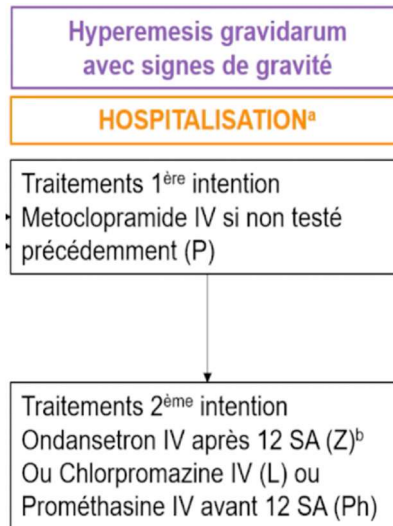 Hyperemesis gravidarum
avec signes de gravité
HOSPITALISATIONᵃ
Traitements 1ère intention
Metoclopramide IV si non testé
précédemment (P)
Traitements 2ème intention
Ondansetron IV après 12 SA (Z)ᵇ
Ou Chlorpromazine IV (L) ou
Prométhasine IV avant 12 SA (Ph)